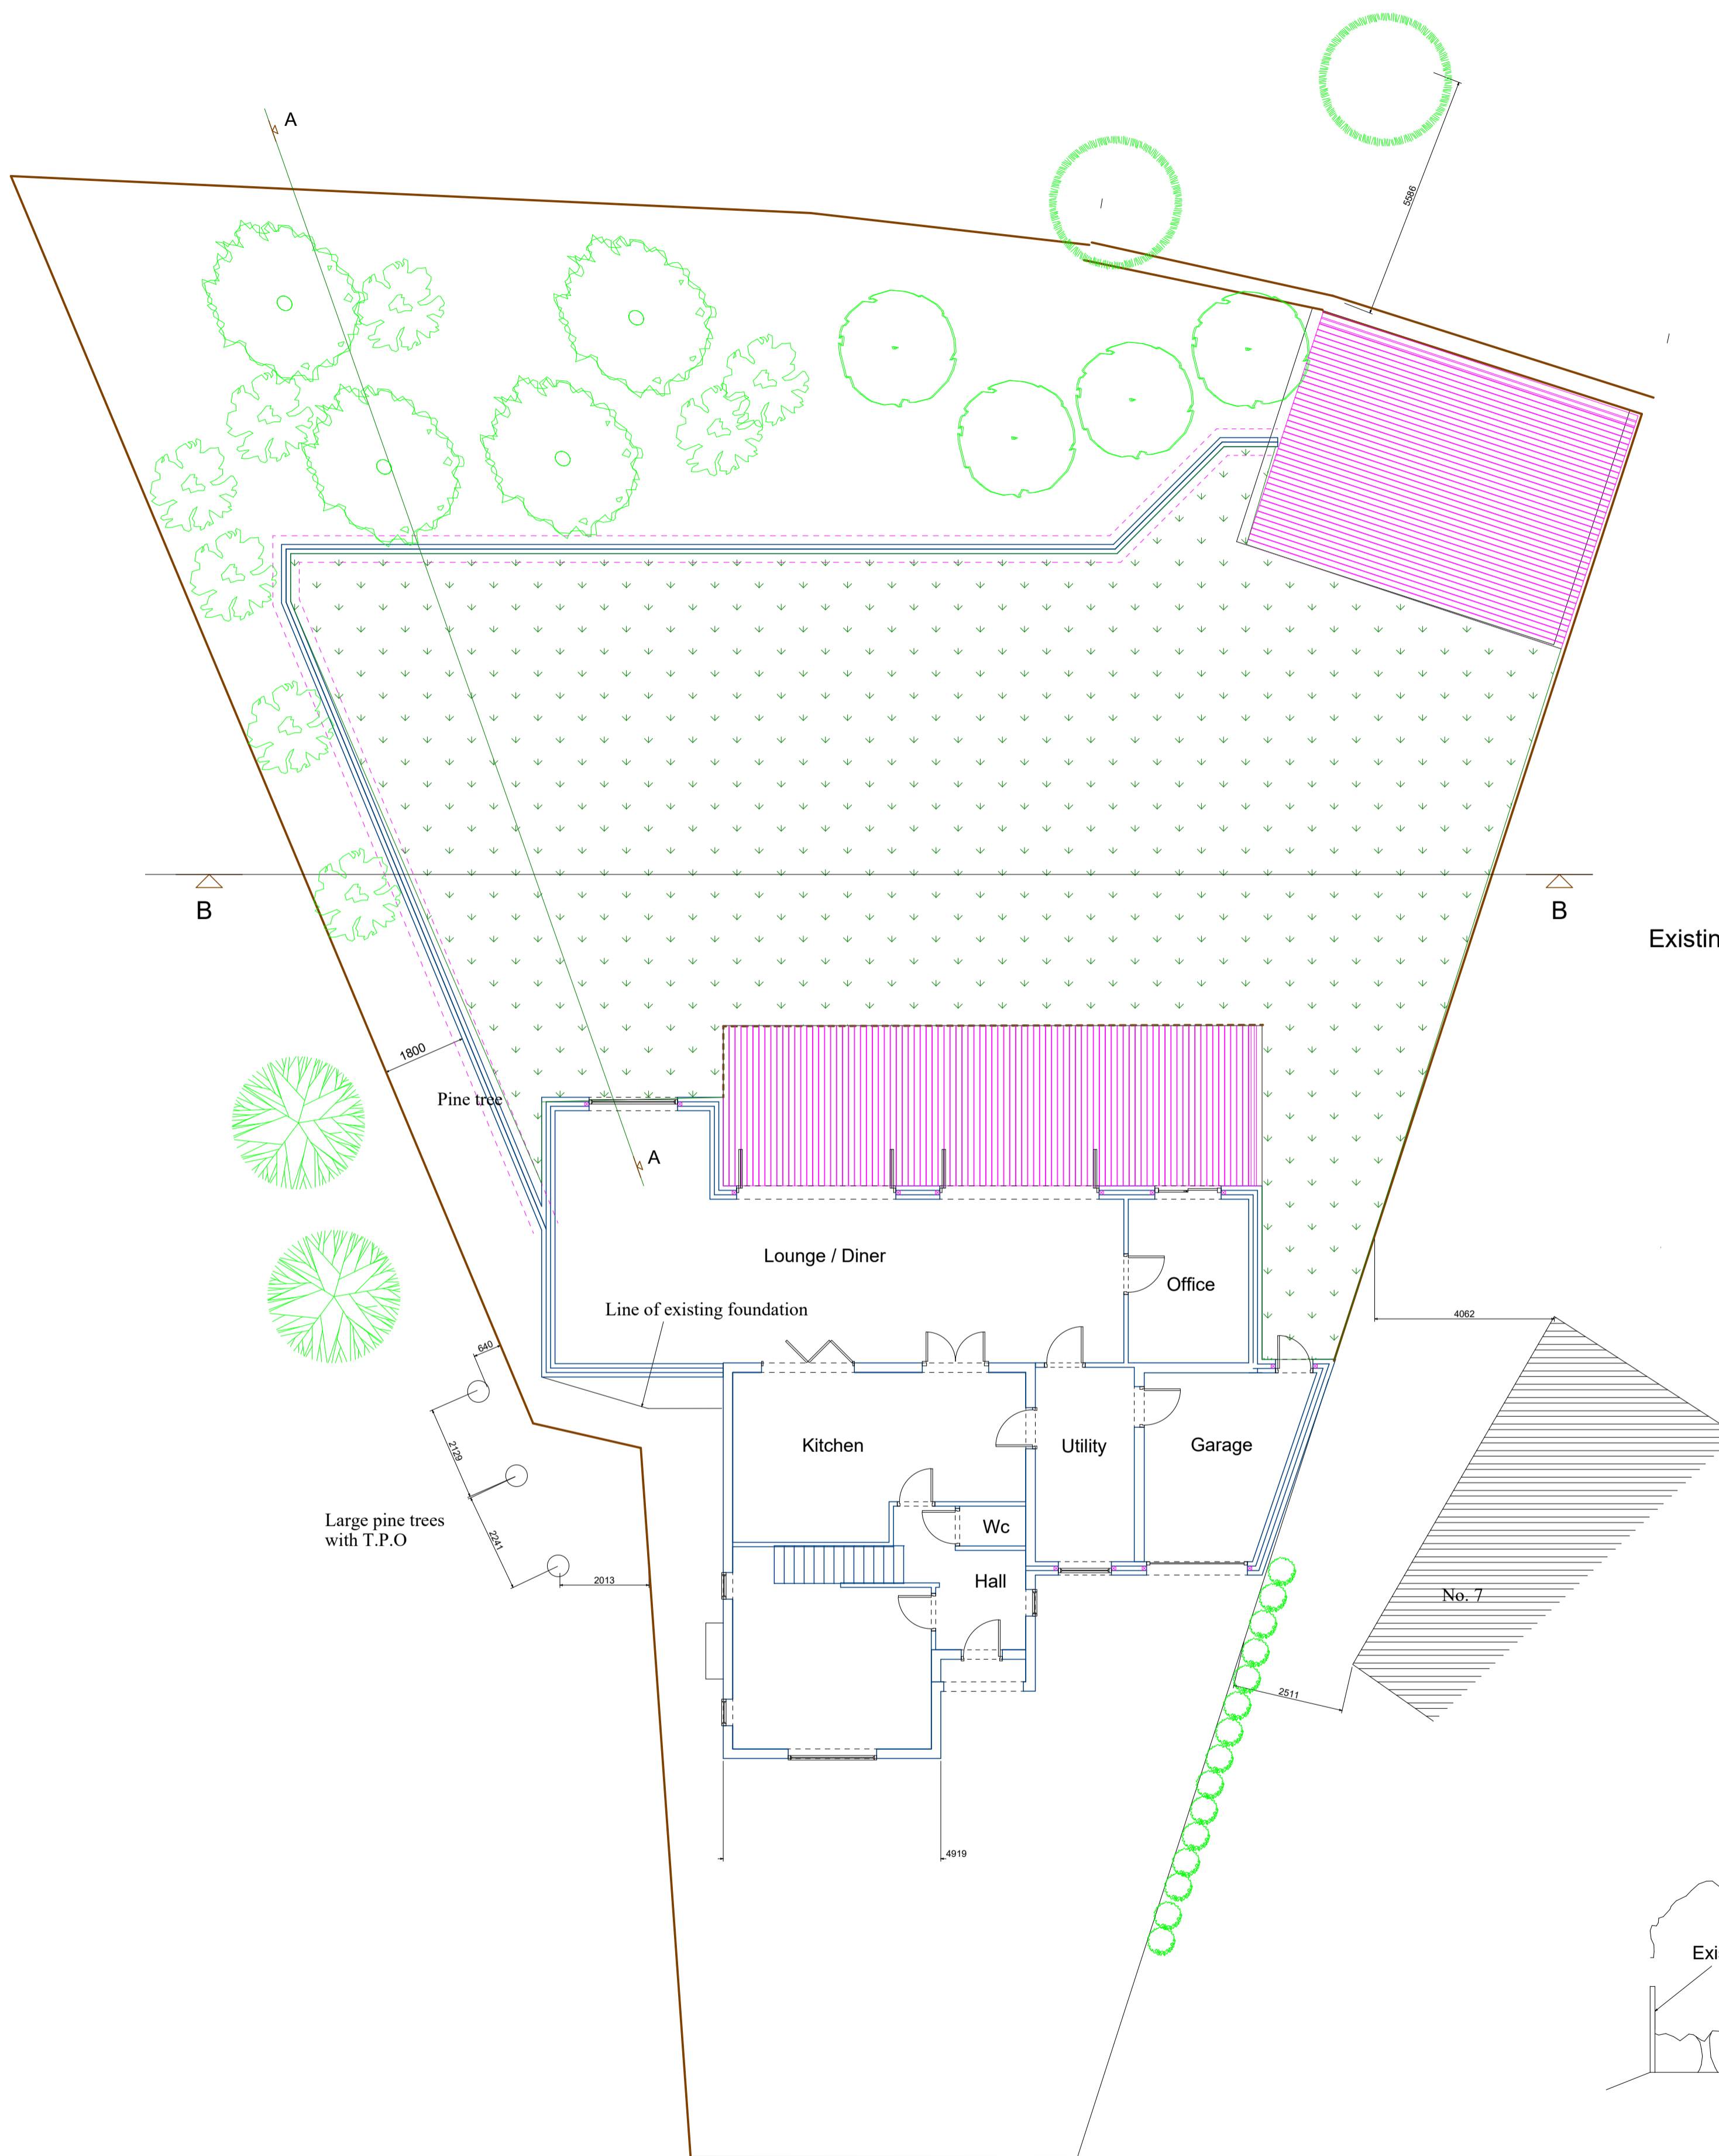 A
5586
B
B
Existin
1800
Pine tree
A
Lounge / Diner
Office
Line of existing foundation
4062
640
Kitchen
Utility
Garage
2129
Large pine trees
with T.P.O
Wc
2241
2013
Hall
No. 7
2511
4919
Exi